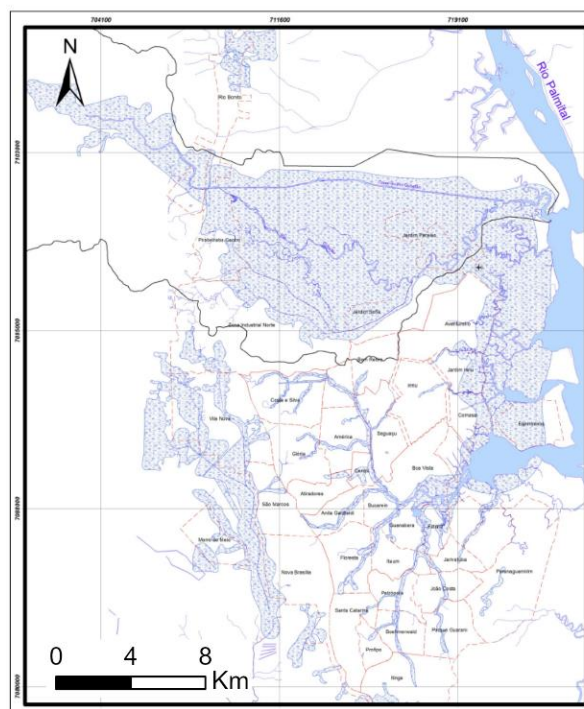 704100
711600
719100
N
Rio Palmital
Rio Bonito
7103000
Jardim Paraíso
Jardim Sofia
7095000
Zona Industrial Norte
Aventureiro
Jardim Iririú
Iririú
Costa e Silva
Comasa
Vila Nova
Saguaçu
Espinheiros
América
Glória
Centro
Boa Vista
Atiradores
São Marcos
Bucarein
Anita Garibaldi
Guanabara
Fátima
Morro do Meio
Floresta
Itaum
Jarivatuba
Paranaguamirim
Nova Brasília
Petrópolis
João Costa
Santa Catarina
Boehmerwald
Parque Guarani
Profipo
Itinga
0 4 8
Km